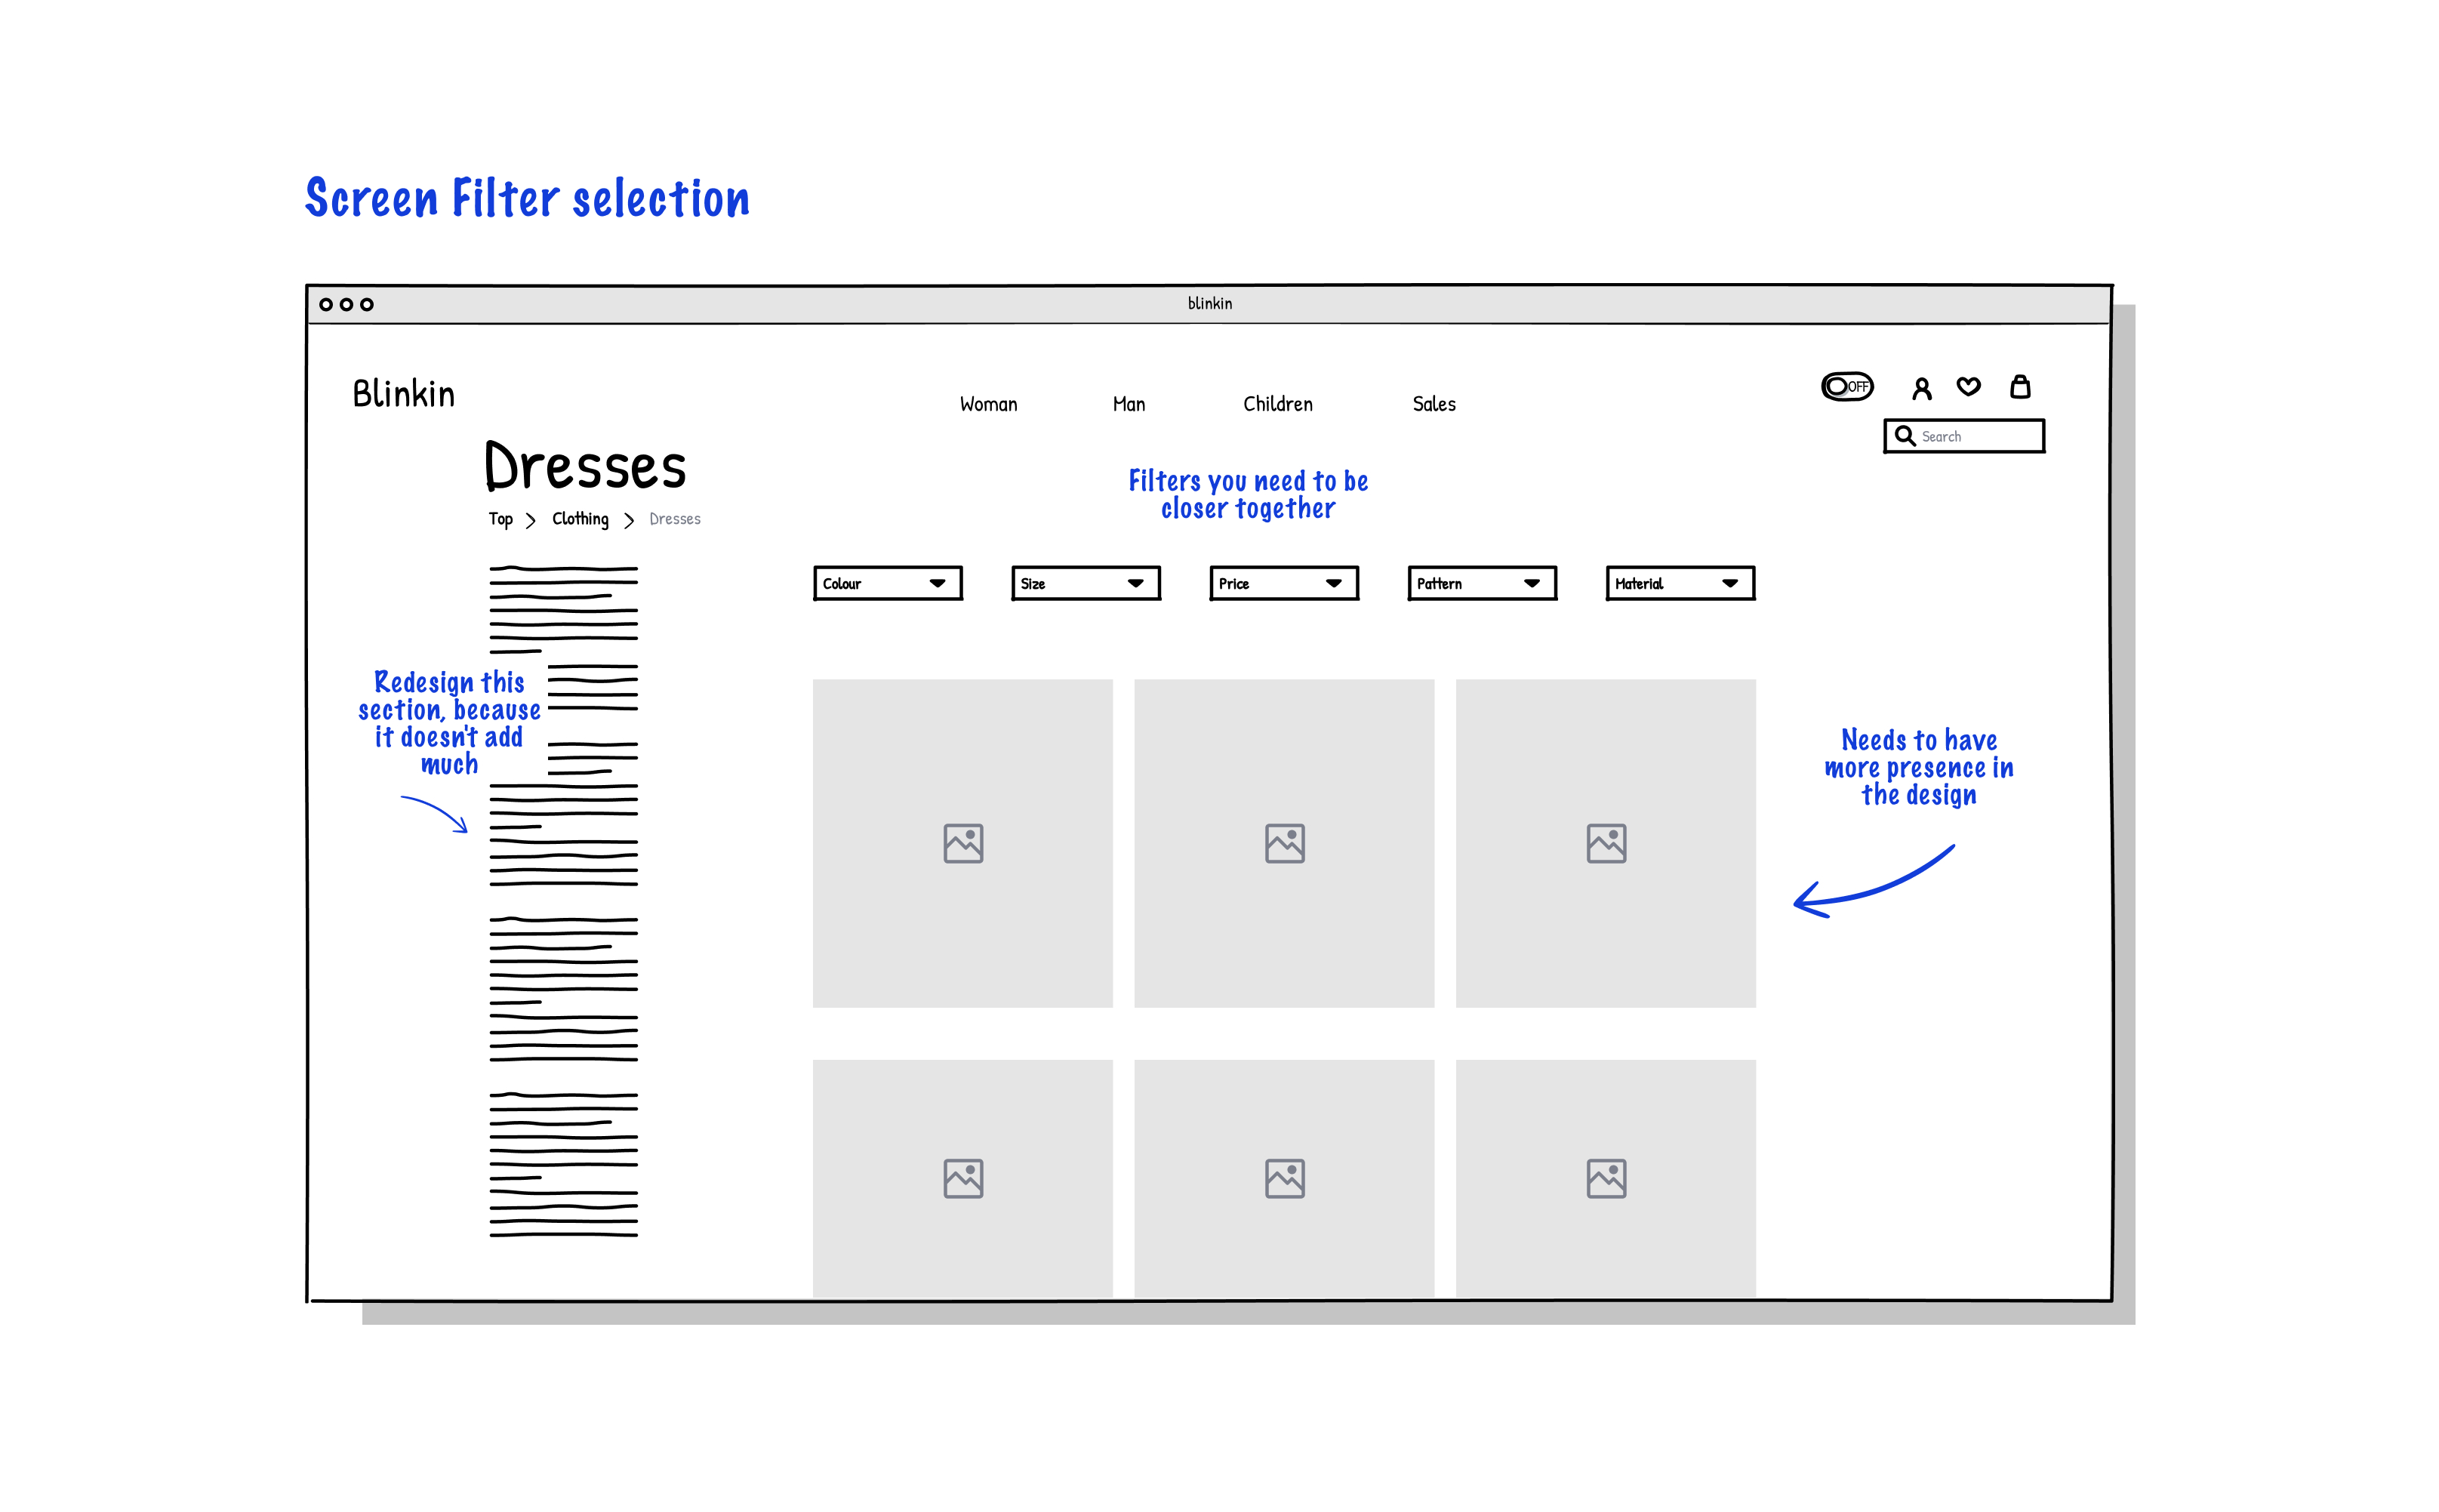 Screen Filter selection
blinkin
Blinkin
Woman Man Children Sales
OFF
Search
Dresses
Top > Clothing > Dresses
Filters you need to be
closer together
Colour Size Price Pattern Material
Redesign this
section, because
it doesn't add
much
Needs to have
more presence in
the design